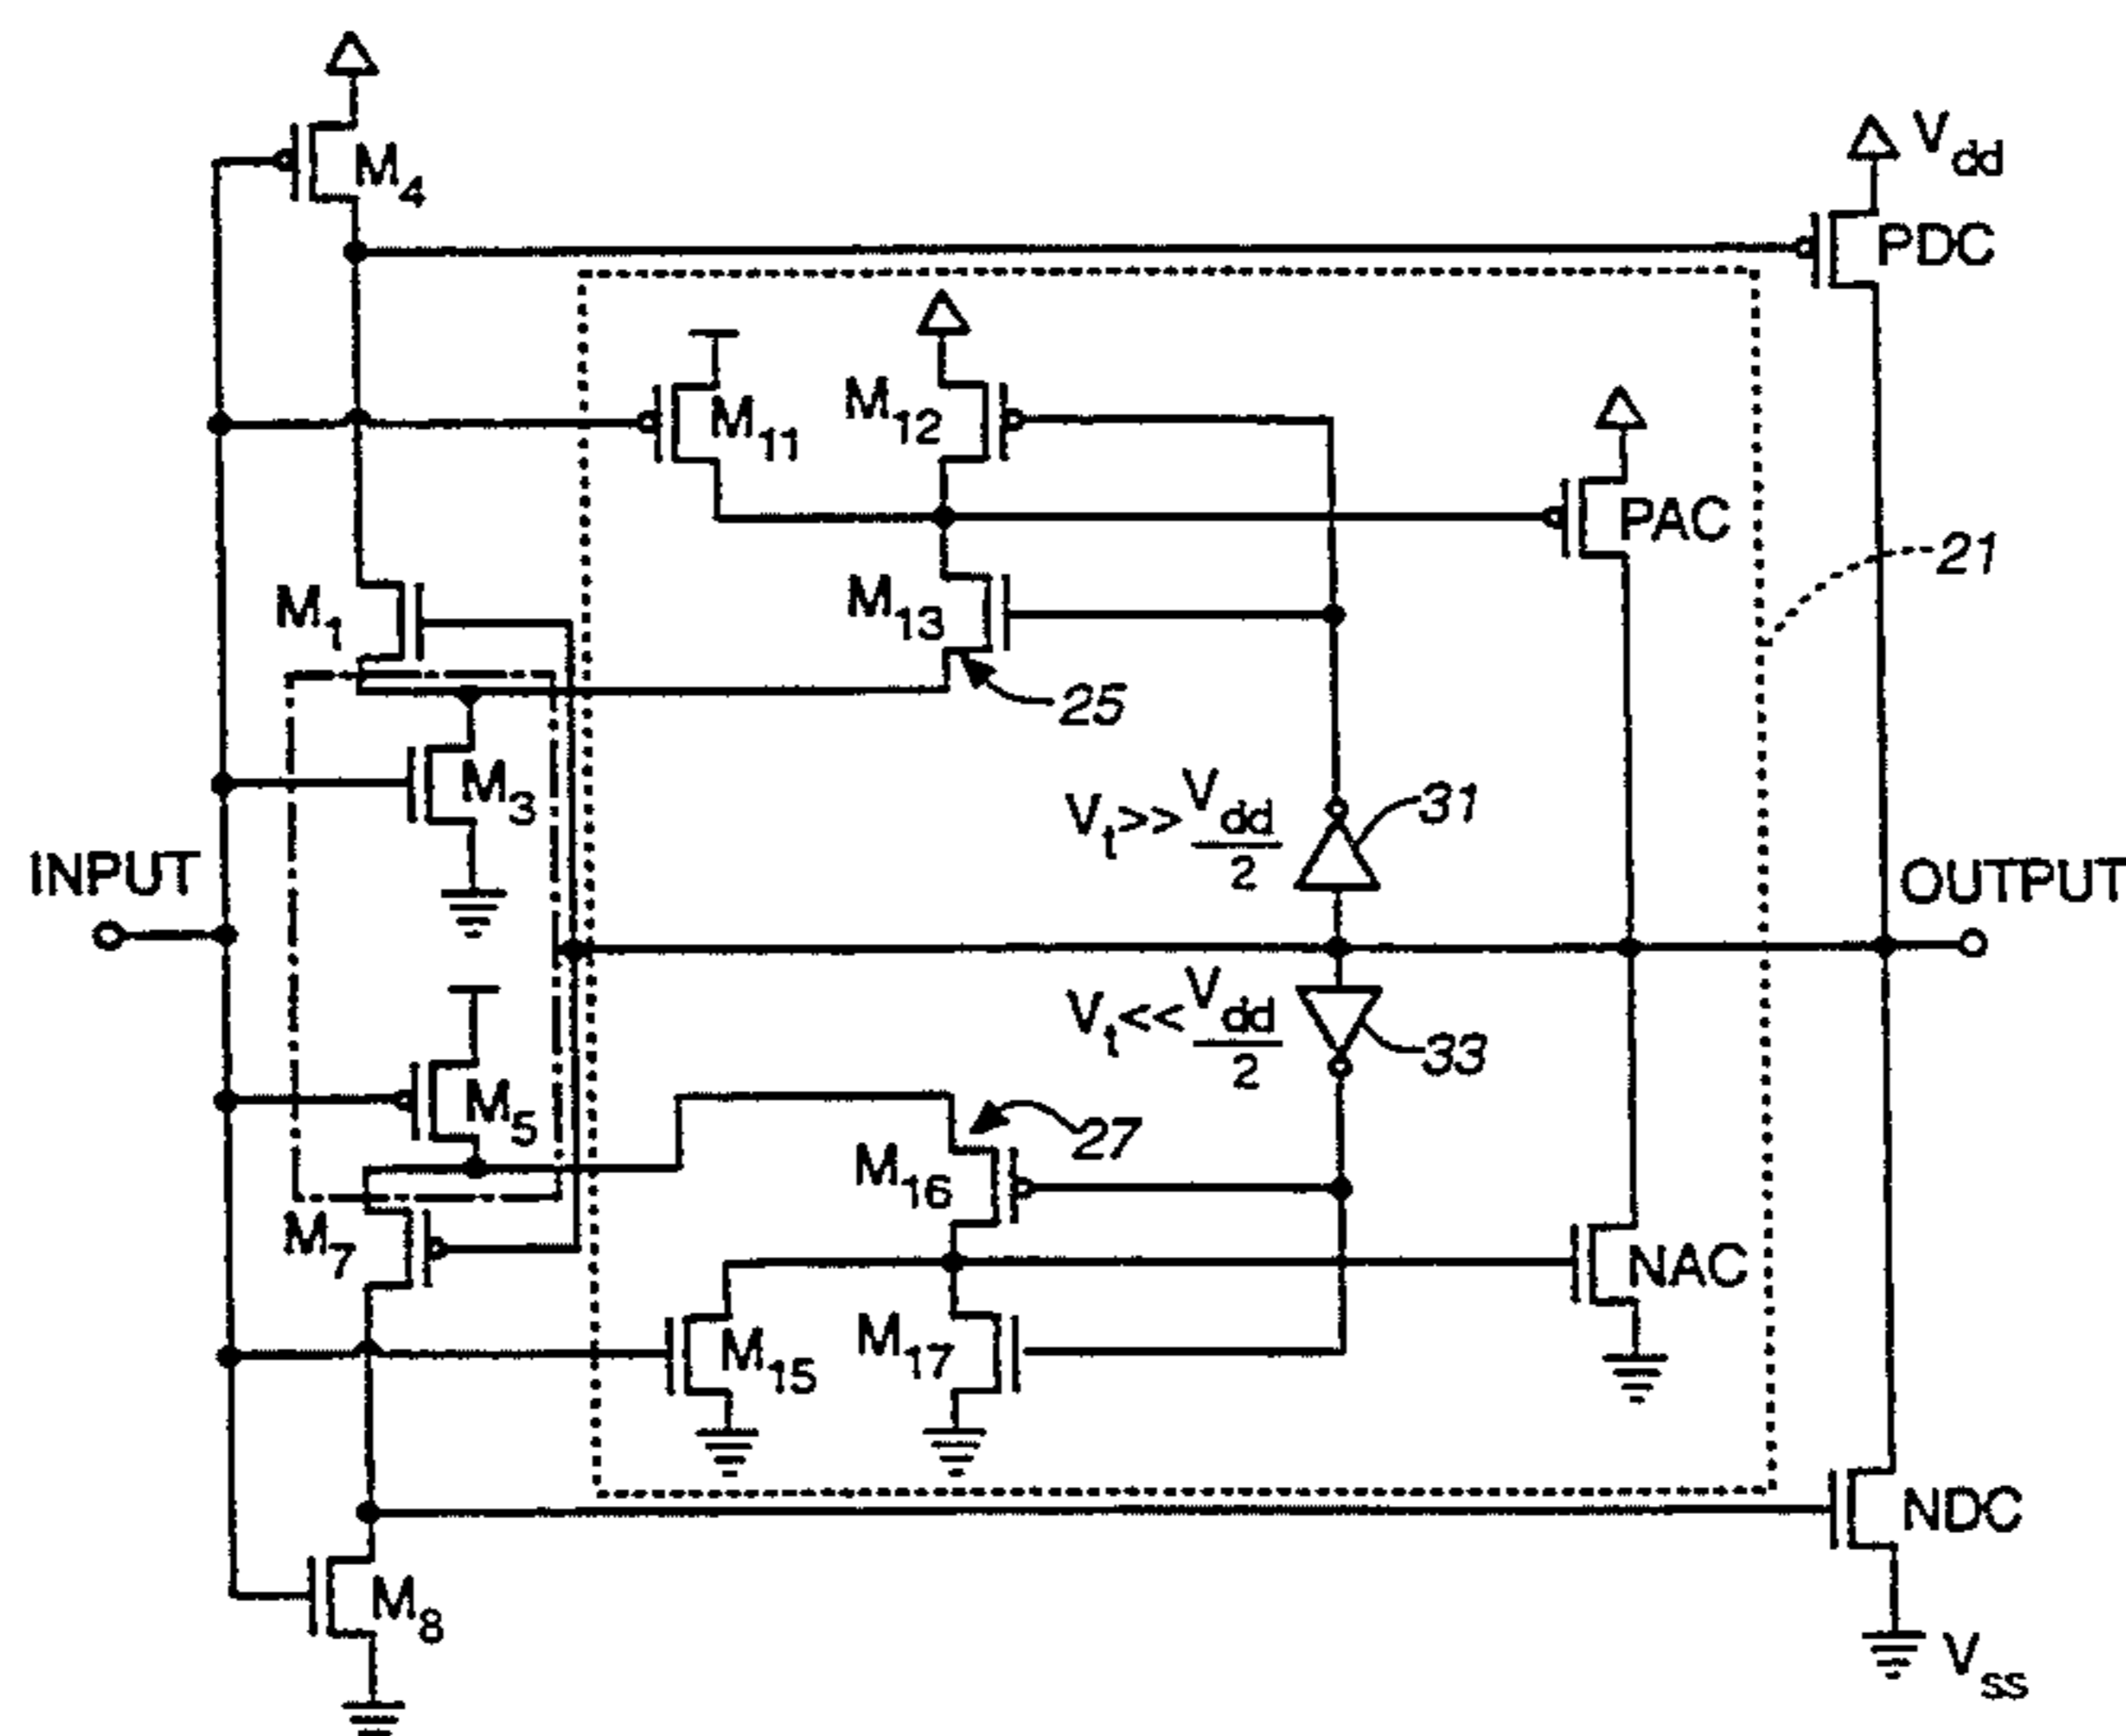 M4
Vdd
PDC
M11
M12
PAC
21
M1
M13
25
M3
Vt>>Vdd/2
31
INPUT
OUTPUT
Vt<<Vdd/2
33
M5
27
M16
M7
NAC
M15
M17
NDC
M8
Vss